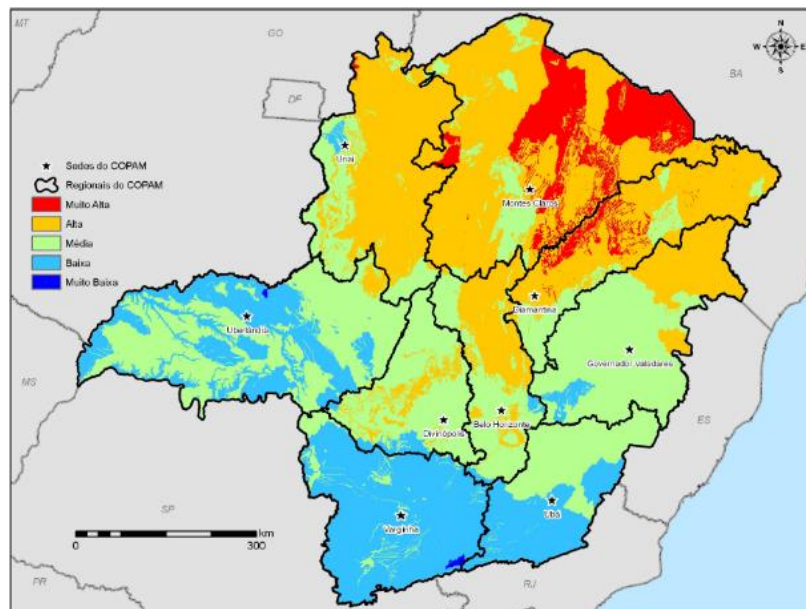 MT
GO
N
W E
S
BA
DF
Sedes do COPAM
Regionais do COPAM
Muito Alta
Alta
Média
Baixa
Muito Baixa
Unaí
Montes Claros
Diamantina
Uberlândia
Governador Valadares
MS
Belo Horizonte
Divinópolis
ES
SP
Ubá
Varginha
0 300
km
PR
RJ